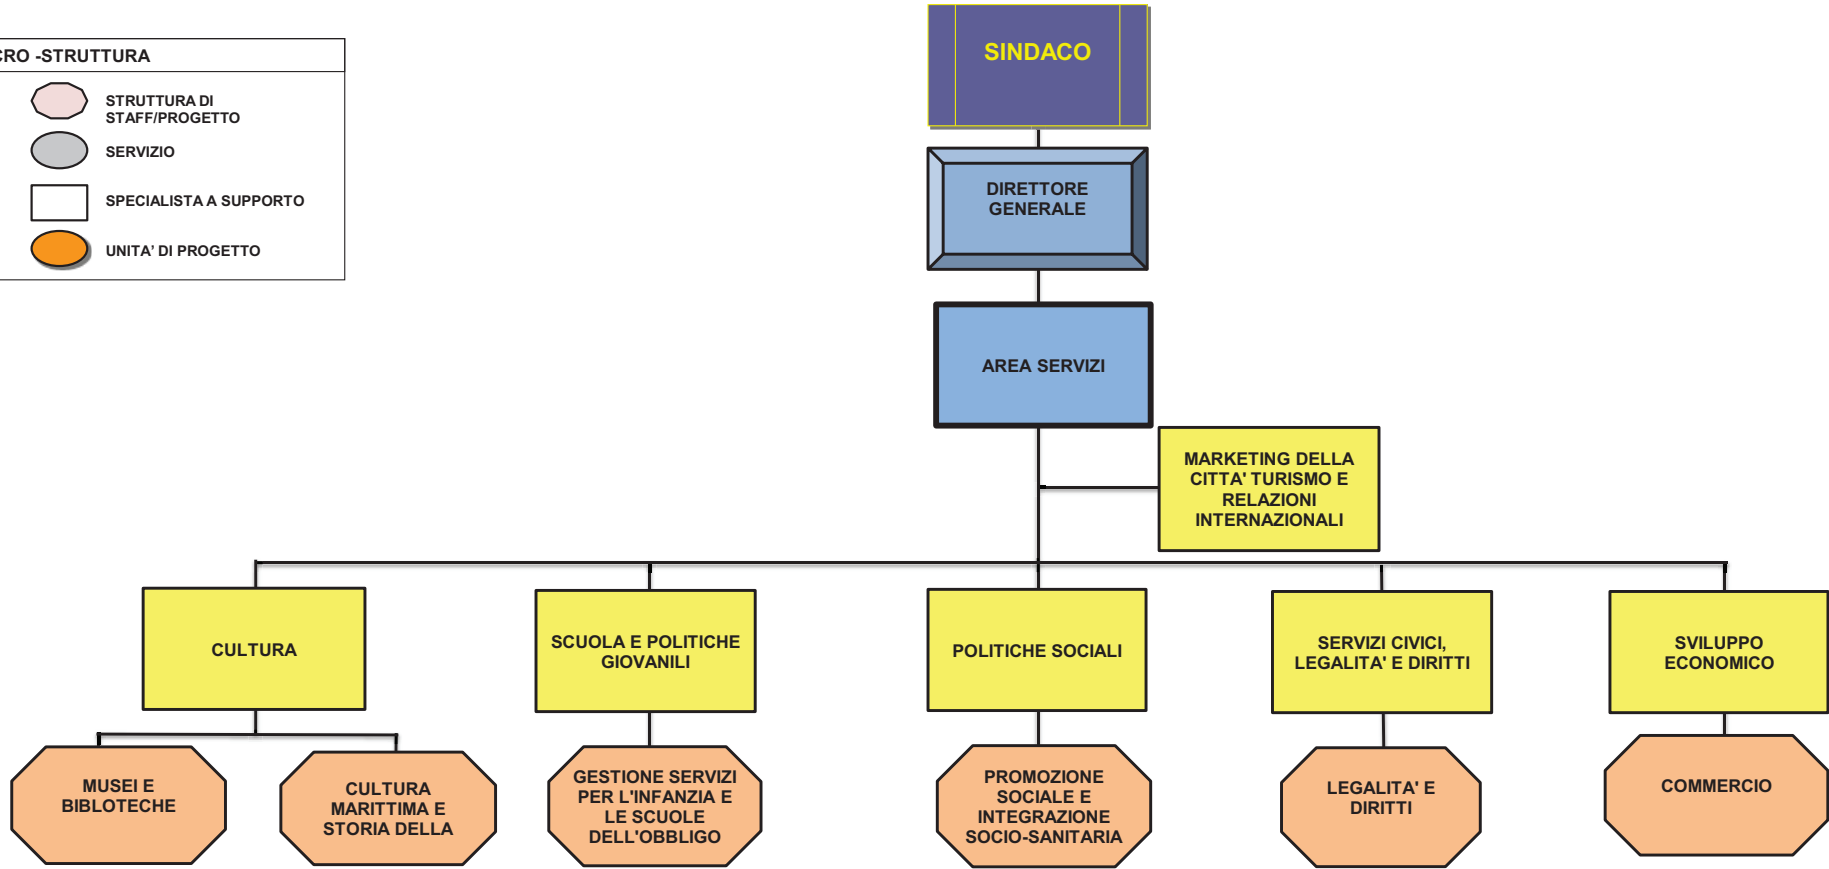 CRO -STRUTTURA
STRUTTURA DI
STAFF/PROGETTO
SERVIZIO
SPECIALISTA A SUPPORTO
UNITA' DI PROGETTO
SINDACO
DIRETTORE
GENERALE
AREA SERVIZI
MARKETING DELLA
CITTA' TURISMO E
RELAZIONI
INTERNAZIONALI
CULTURA
SCUOLA E POLITICHE
GIOVANILI
POLITICHE SOCIALI
SERVIZI CIVICI,
LEGALITA' E DIRITTI
SVILUPPO
ECONOMICO
MUSEI E
BIBLOTECHE
CULTURA
MARITTIMA E
STORIA DELLA
GESTIONE SERVIZI
PER L'INFANZIA E
LE SCUOLE
DELL'OBBLIGO
PROMOZIONE
SOCIALE E
INTEGRAZIONE
SOCIO-SANITARIA
LEGALITA' E
DIRITTI
COMMERCIO